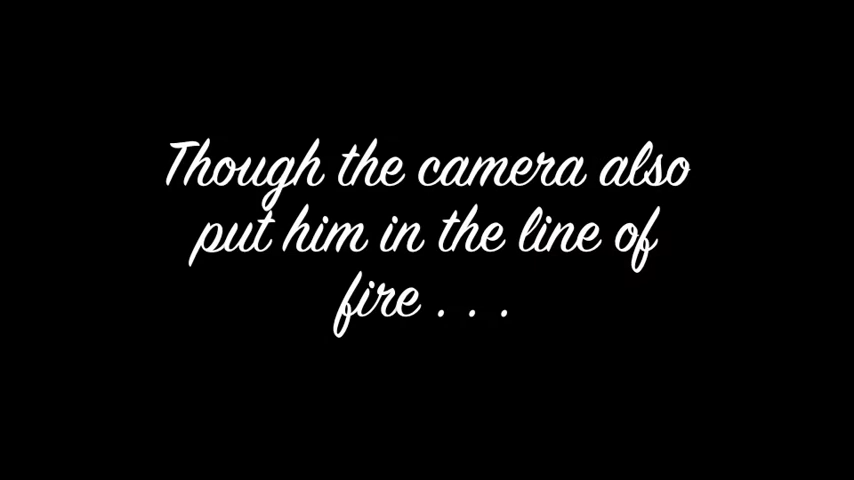 Though the camera also
put him in the line of
fire . . .